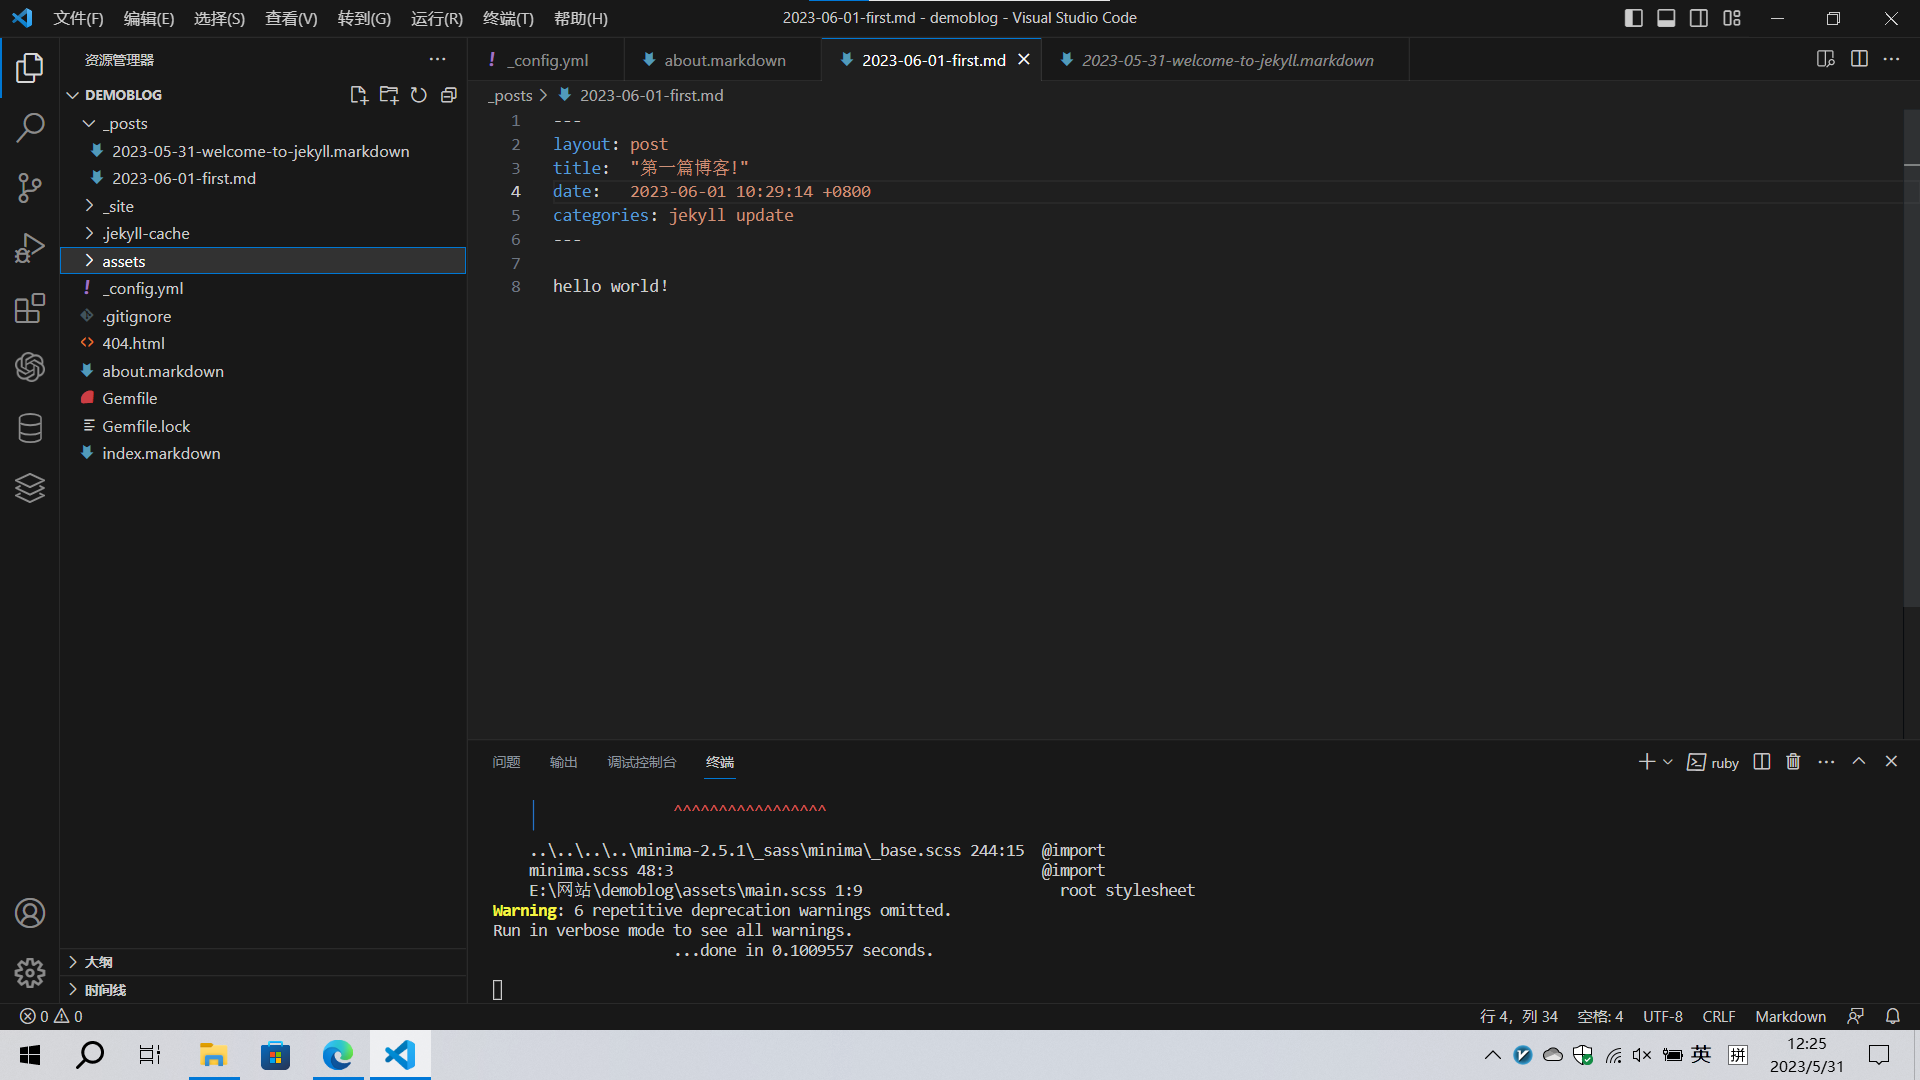 文件(F) 编辑(E) 选择(S) 查看(V) 转到(G) 运行(R) 终端(T) 帮助(H)
2023-06-01-first.md - demoblog - Visual Studio Code
资源管理器
DEMOBLOG
_posts
2023-05-31-welcome-to-jekyll.markdown
2023-06-01-first.md
_site
.jekyll-cache
assets
_config.yml
.gitignore
404.html
about.markdown
Gemfile
Gemfile.lock
index.markdown
大纲
时间线
_config.yml about.markdown 2023-06-01-first.md 2023-05-31-welcome-to-jekyll.markdown
_posts > 2023-06-01-first.md
1 ---
2 layout: post
3 title:  "第一篇博客!"
4 date:   2023-06-01 10:29:14 +0800
5 categories: jekyll update
6 ---
7
8 hello world!
问题 输出 调试控制台 终端
ruby
^^^^^^^^^^^^^^^^^
..\..\..\..\minima-2.5.1\_sass\minima\_base.scss 244:15  @import
minima.scss 48:3 @import
E:\网站\demoblog\assets\main.scss 1:9 root stylesheet
Warning: 6 repetitive deprecation warnings omitted.
Run in verbose mode to see all warnings.
...done in 0.1009557 seconds.
0 0
行 4，列 34 空格: 4 UTF-8 CRLF Markdown
英 拼
12:25
2023/5/31